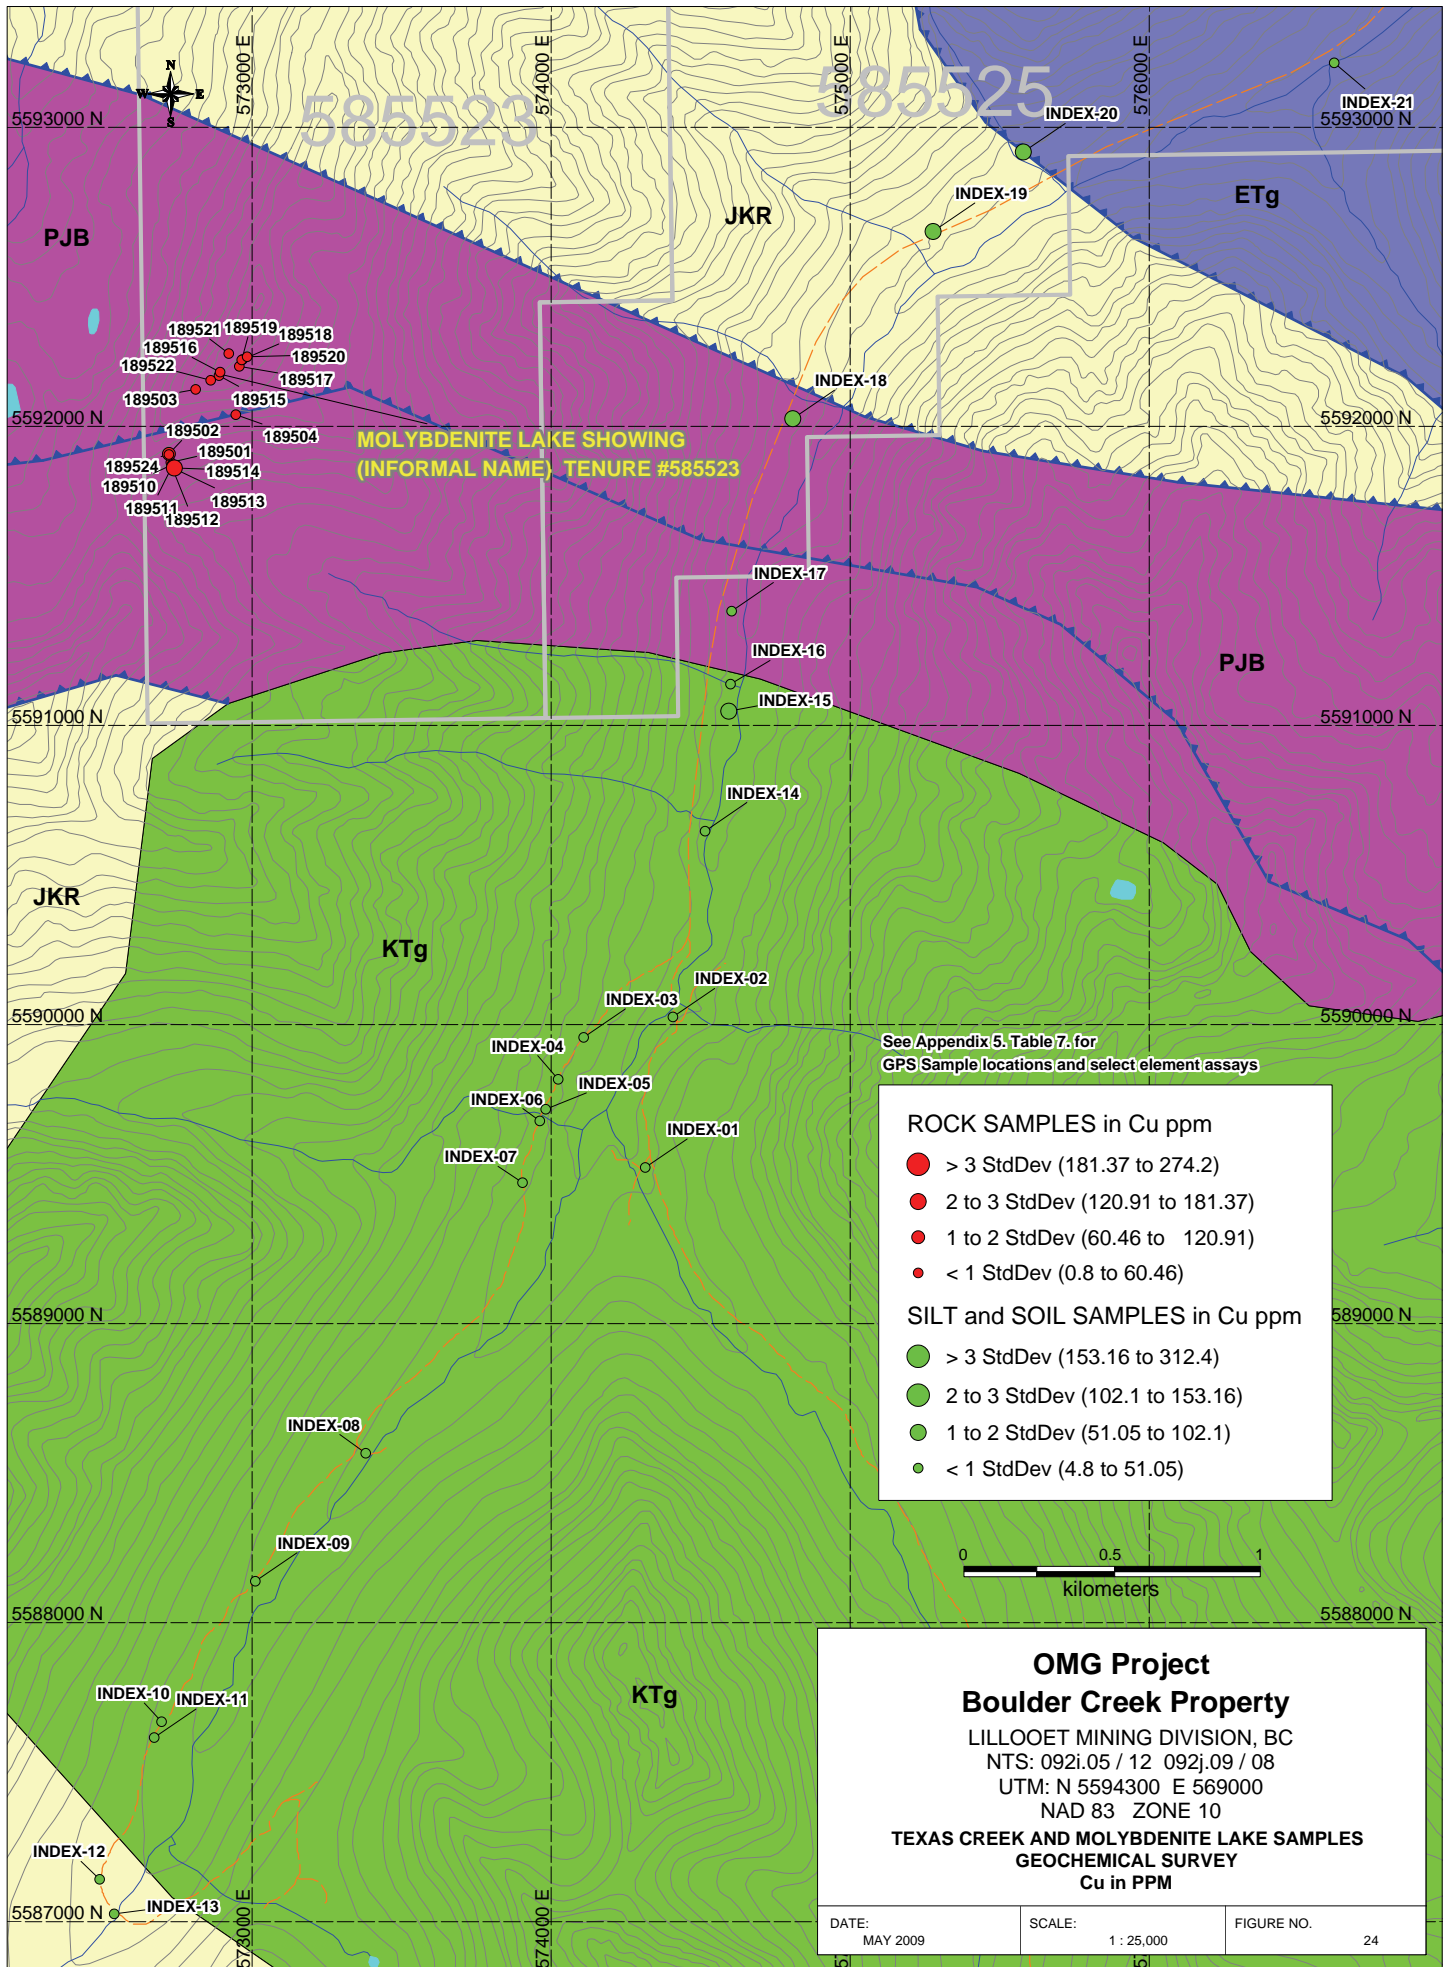 573000 E
574000 E
575000 E
576000 E
N
W E
S
585523
585525
5593000 N
5593000 N
INDEX-21
INDEX-20
INDEX-19
JKR
ETg
PJB
189521
189519
189518
189516
189520
189522
189517
189503
189515
189504
INDEX-18
5592000 N
5592000 N
189502
189501
189524
189514
189510
189513
189511
189512
MOLYBDENITE LAKE SHOWING
(INFORMAL NAME) TENURE #585523
INDEX-17
INDEX-16
INDEX-15
PJB
5591000 N
5591000 N
INDEX-14
JKR
KTg
INDEX-02
INDEX-03
5590000 N
5590000 N
INDEX-04
INDEX-05
INDEX-06
INDEX-01
INDEX-07
See Appendix 5. Table 7. for
GPS Sample locations and select element assays
ROCK SAMPLES in Cu ppm
> 3 StdDev (181.37 to 274.2)
2 to 3 StdDev (120.91 to 181.37)
1 to 2 StdDev (60.46 to 120.91)
< 1 StdDev (0.8 to 60.46)
SILT and SOIL SAMPLES in Cu ppm
> 3 StdDev (153.16 to 312.4)
2 to 3 StdDev (102.1 to 153.16)
1 to 2 StdDev (51.05 to 102.1)
< 1 StdDev (4.8 to 51.05)
5589000 N
589000 N
INDEX-08
INDEX-09
0 0.5 1
kilometers
5588000 N
5588000 N
INDEX-10
INDEX-11
KTg
INDEX-12
INDEX-13
5587000 N
573000 E
574000 E
OMG Project
Boulder Creek Property
LILLOOET MINING DIVISION, BC
NTS: 092i.05 / 12 092j.09 / 08
UTM: N 5594300 E 569000
NAD 83 ZONE 10
TEXAS CREEK AND MOLYBDENITE LAKE SAMPLES
GEOCHEMICAL SURVEY
Cu in PPM
DATE:
MAY 2009
SCALE:
1 : 25,000
FIGURE NO.
24